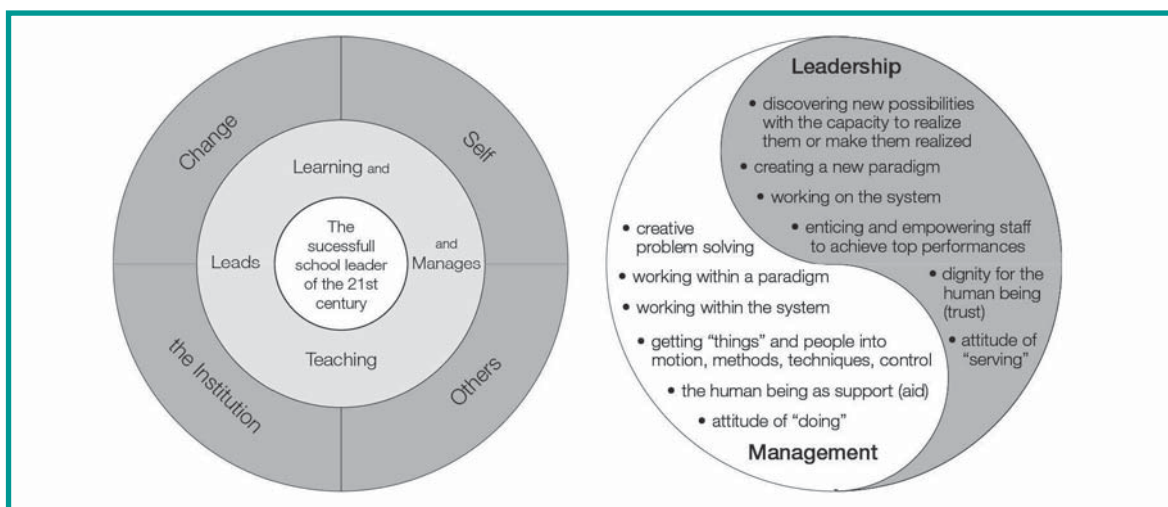 Change
Self
Learning and
The
sucessfull
school leader
of the 21st
century
Leads
and
Manages
Teaching
the Institution
Others
Leadership
• discovering new possibilities
with the capacity to realize
them or make them realized
• creating a new paradigm
• working on the system
• enticing and empowering staff
to achieve top performances
• dignity for the
human being
(trust)
• attitude of
“serving”
• creative
problem solving
• working within a paradigm
• working within the system
• getting “things” and people into
motion, methods, techniques, control
• the human being as support (aid)
• attitude of “doing”
Management